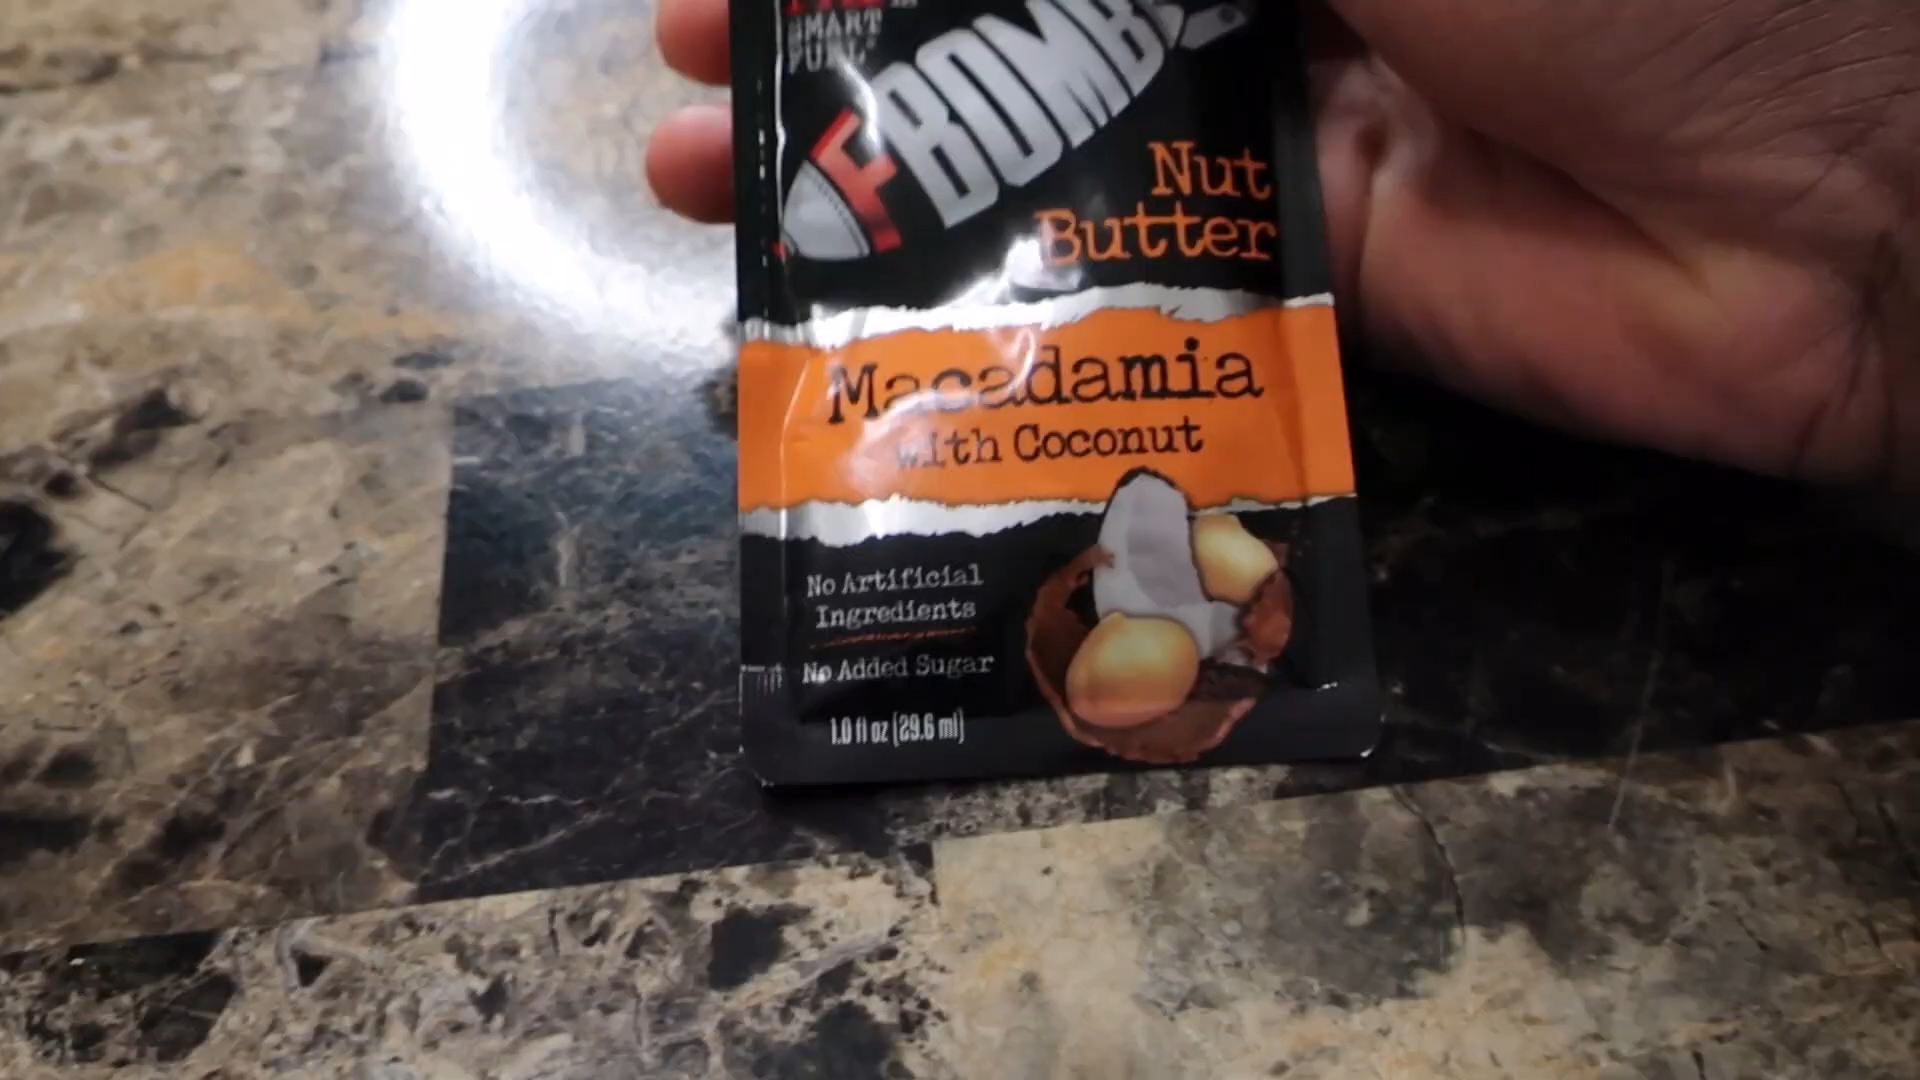 SMART
FUEL
FBOMB
Nut
Butter
Macadamia
with Coconut
No Artificial
Ingredients
No Added Sugar
1.0 fl oz (29.6 ml)